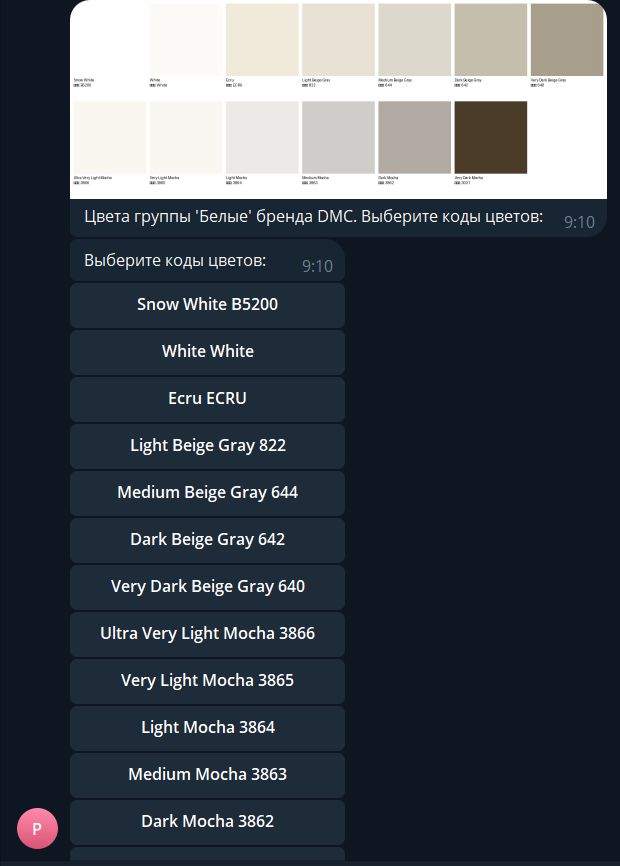 Snow White White Ecru Light Beige Gray Medium Beige Gray Dark Beige Gray Very Dark Beige Gray
B5200 White ECRU 822 644 642 640
Ultra Very Light Mocha Very Light Mocha Light Mocha Medium Mocha Dark Mocha Very Dark Mocha
3866 3865 3864 3863 3862 3031
Цвета группы 'Белые' бренда DMC. Выберите коды цветов:
9:10
Выберите коды цветов:
9:10
Snow White B5200
White White
Ecru ECRU
Light Beige Gray 822
Medium Beige Gray 644
Dark Beige Gray 642
Very Dark Beige Gray 640
Ultra Very Light Mocha 3866
Very Light Mocha 3865
Light Mocha 3864
Medium Mocha 3863
Dark Mocha 3862
P